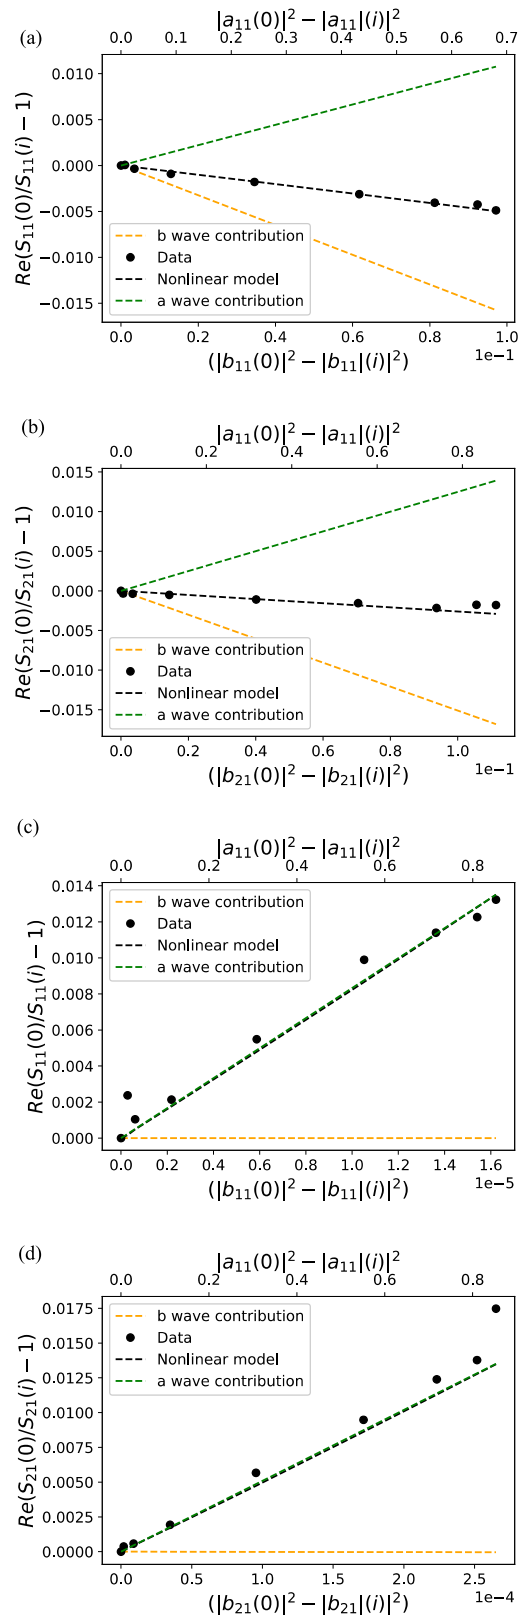 (a)
|a11(0)|² − |a11|(i)|²
0.0 0.1 0.2 0.3 0.4 0.5 0.6 0.7
0.010
0.005
0.000
−0.005
−0.010
−0.015
Re(S11(0)/S11(i) − 1)
b wave contribution
Data
Nonlinear model
a wave contribution
0.0 0.2 0.4 0.6 0.8 1.0
1e−1
(|b11(0)|² − |b11|(i)|²)
(b)
|a11(0)|² − |a11|(i)|²
0.0 0.2 0.4 0.6 0.8
0.015
0.010
0.005
0.000
−0.005
−0.010
−0.015
Re(S21(0)/S21(i) − 1)
b wave contribution
Data
Nonlinear model
a wave contribution
0.0 0.2 0.4 0.6 0.8 1.0
1e−1
(|b21(0)|² − |b21|(i)|²)
(c)
|a11(0)|² − |a11|(i)|²
0.0 0.2 0.4 0.6 0.8
0.014
0.012
0.010
0.008
0.006
0.004
0.002
0.000
Re(S11(0)/S11(i) − 1)
b wave contribution
Data
Nonlinear model
a wave contribution
0.0 0.2 0.4 0.6 0.8 1.0 1.2 1.4 1.6
1e−5
(|b11(0)|² − |b11|(i)|²)
(d)
|a11(0)|² − |a11|(i)|²
0.0 0.2 0.4 0.6 0.8
0.0175
0.0150
0.0125
0.0100
0.0075
0.0050
0.0025
0.0000
Re(S21(0)/S21(i) − 1)
b wave contribution
Data
Nonlinear model
a wave contribution
0.0 0.5 1.0 1.5 2.0 2.5
1e−4
(|b21(0)|² − |b21|(i)|²)